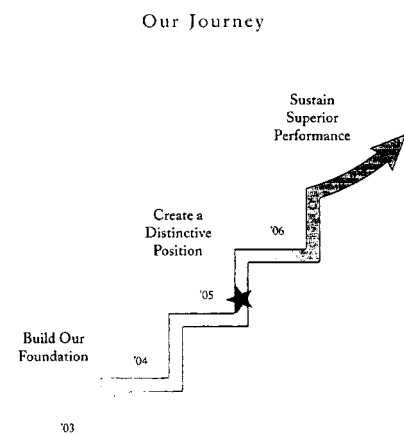 Our Journey
Sustain
Superior
Performance
Create a
Distinctive
Position
'06
'05
Build Our
Foundation
'04
'03